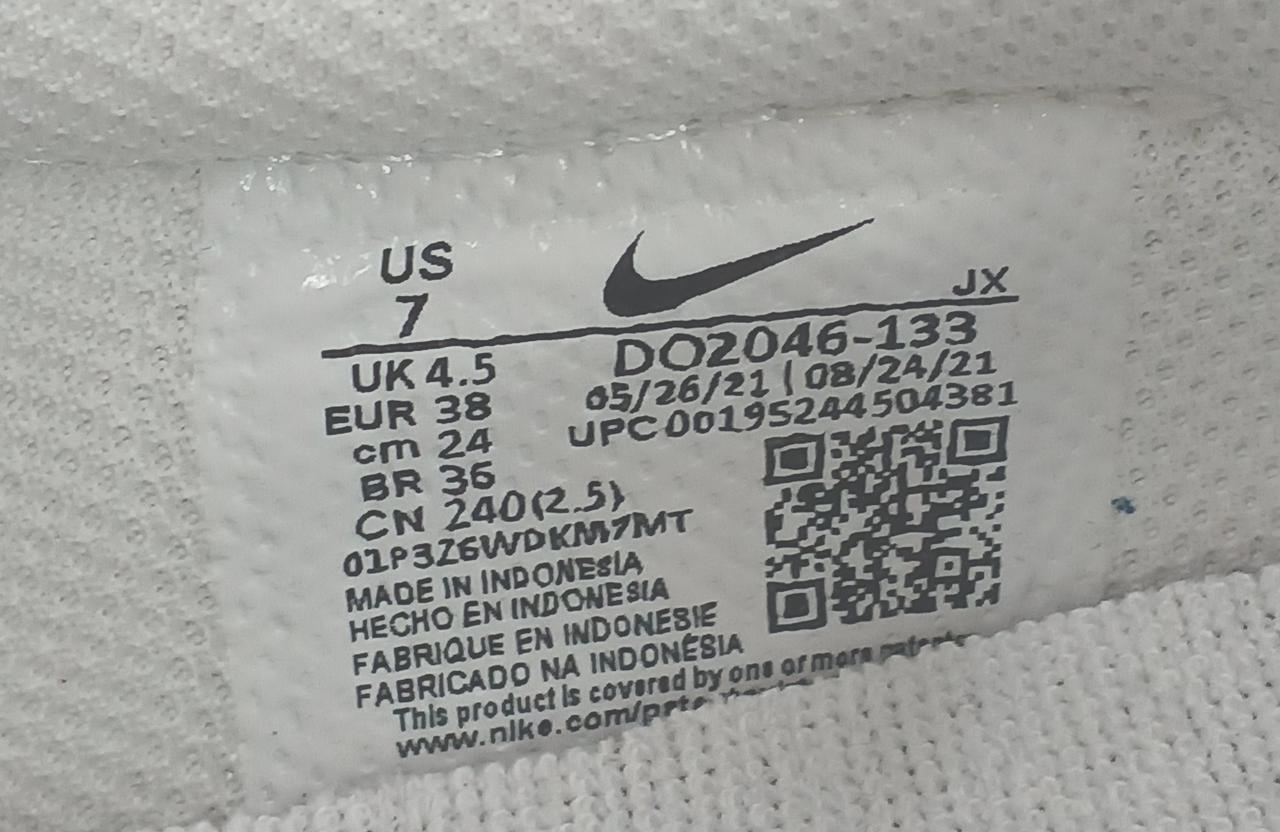 US
7
JX
UK 4.5
EUR 38
cm 24
BR 36
CN 240(2.5)
DO2046-133
05/26/21 | 08/24/21
UPC00195244504381
01P3Z6WDKM7MT
MADE IN INDONESIA
HECHO EN INDONESIA
FABRIQUE EN INDONESIE
FABRICADO NA INDONÉSIA
This product is covered by one or more patents
www.nike.com/